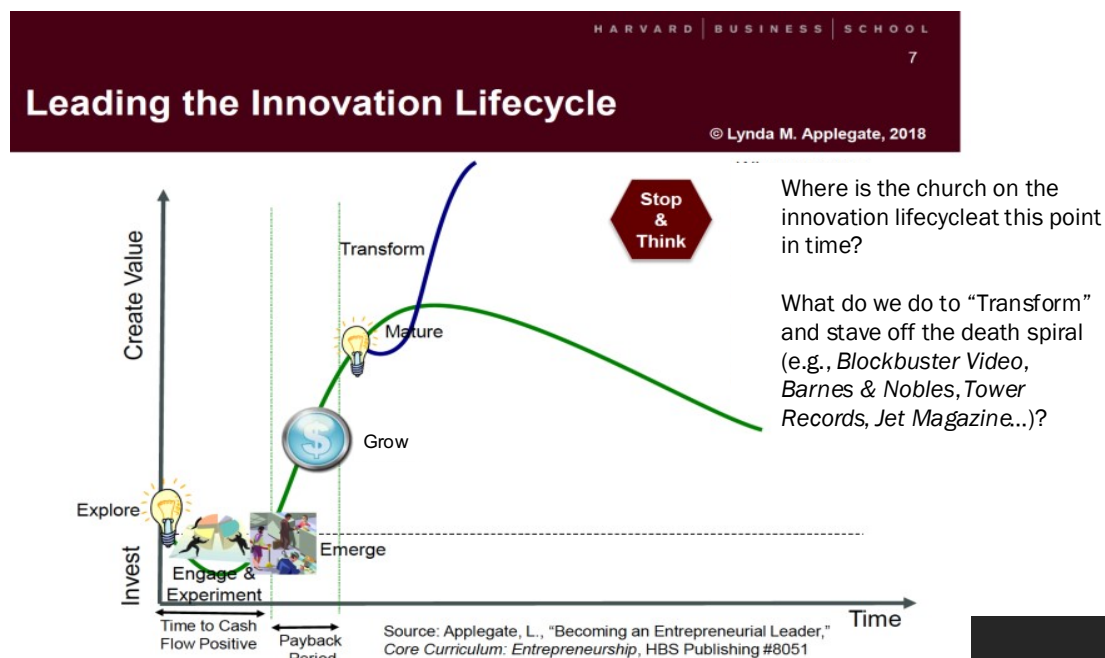 HARVARD | BUSINESS | SCHOOL
7
Leading the Innovation Lifecycle
© Lynda M. Applegate, 2018
Stop
&
Think
Where is the church on the
innovation lifecycleat this point
in time?
What do we do to “Transform”
and stave off the death spiral
(e.g., Blockbuster Video,
Barnes & Nobles, Tower
Records, Jet Magazine...)?
Create Value
Transform
Mature
Grow
Explore
Emerge
Invest
Engage &
Experiment
Time
Time to Cash
Flow Positive
Payback
Period
Source: Applegate, L., “Becoming an Entrepreneurial Leader,”
Core Curriculum: Entrepreneurship, HBS Publishing #8051